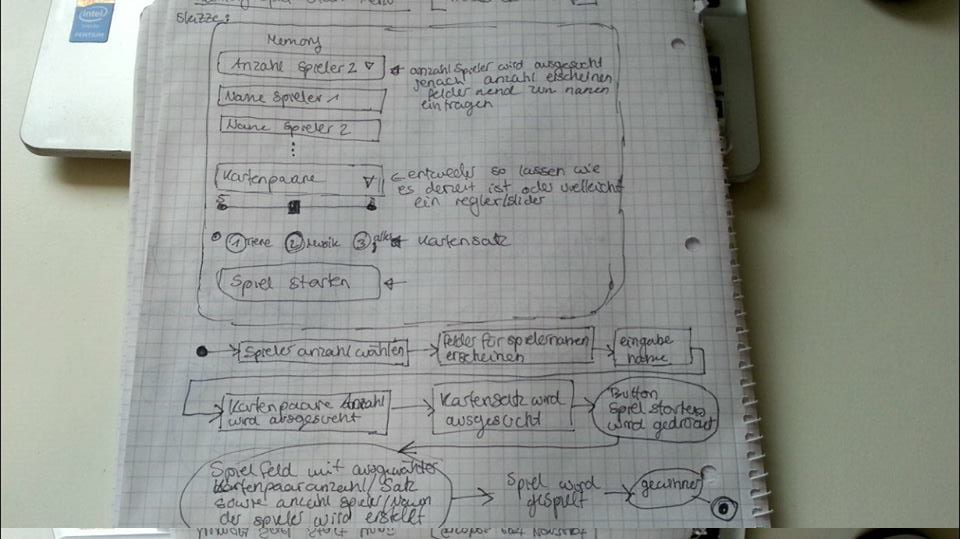 intel
PENTIUM
Skizze:
Memory
Anzahl Spieler 2
anzahl Spieler wird ausgesucht
jenach anzahl erscheinen
felder zum namen
eintragen
Name Spieler 1
Name Spieler 2
Kartenpaare
entweder so lassen wie
es derzeit ist oder vielleicht
ein regler/slider
1 Tiere 2 Musik 3 alles Kartensatz
Spiel starten
Spieler anzahl wählen
felder für spielernamen
erscheinen
eingabe
name
Kartenpaare Anzahl
wird ausgesucht
Kartensatz wird
ausgesucht
Button
Spiel starten
wird gedrückt
Spielfeld mit ausgewählter
Kartenpaaranzahl/Satz
sowie anzahl spieler/Namen
der spieler wird erstellt
Spiel wird
gespielt
gewinner